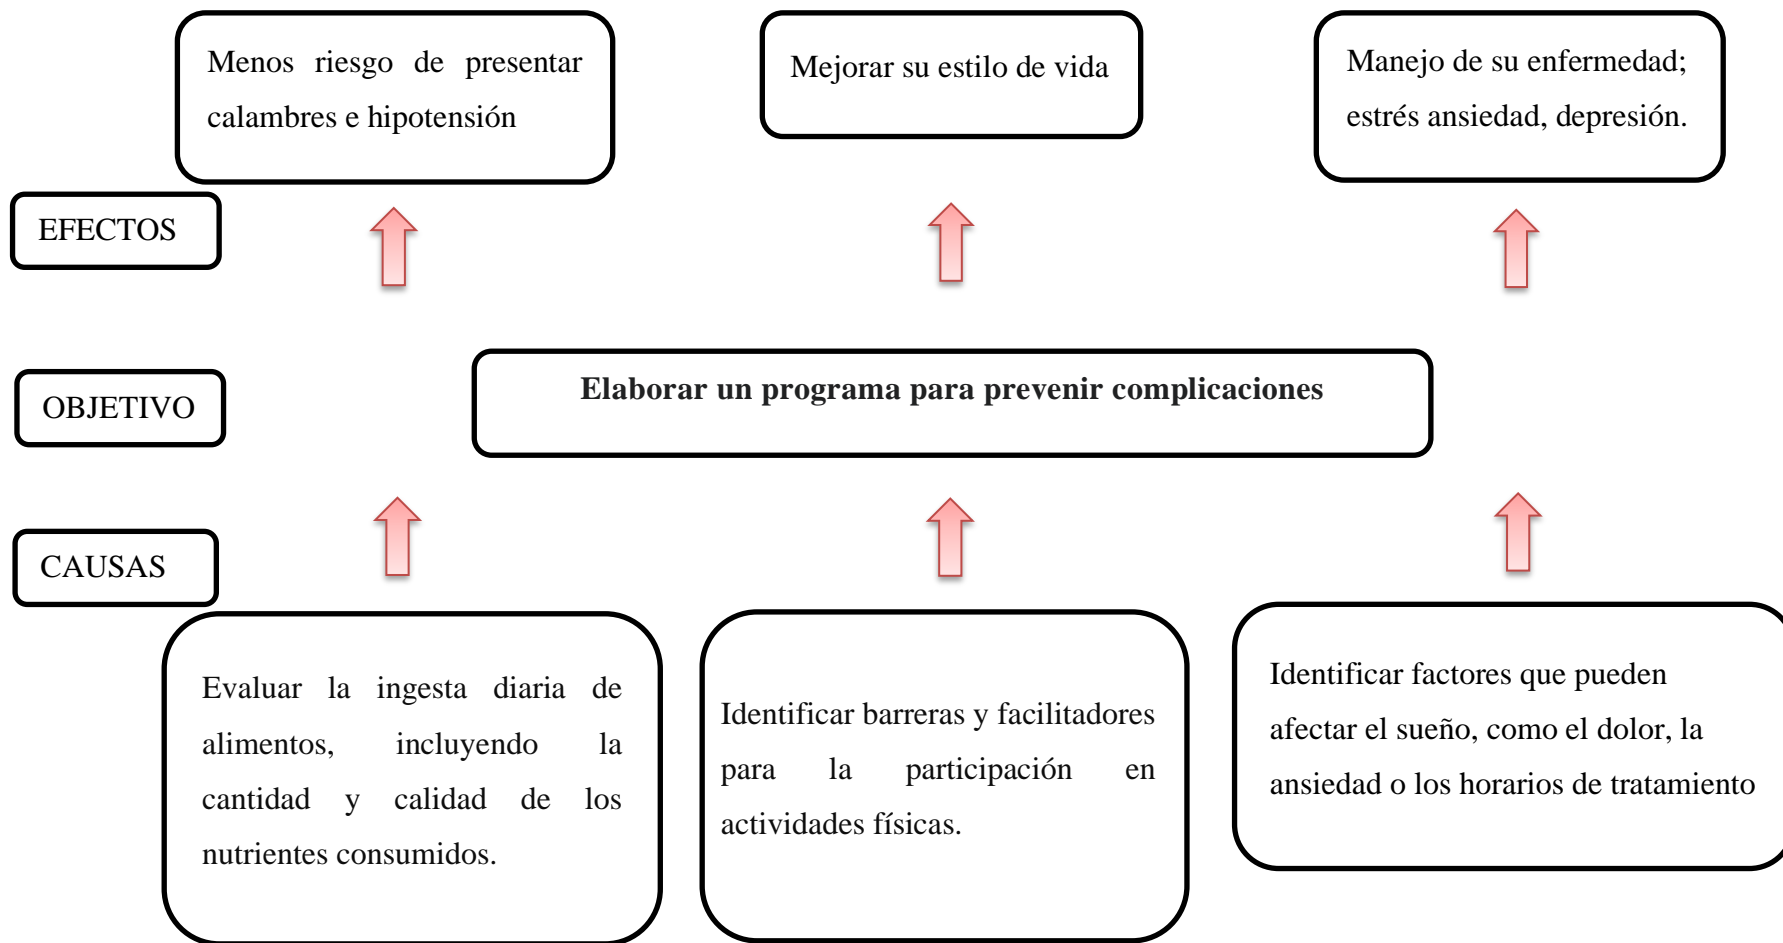 Menos riesgo de presentar
calambres e hipotensión
Mejorar su estilo de vida
Manejo de su enfermedad;
estrés ansiedad, depresión.
EFECTOS
OBJETIVO
Elaborar un programa para prevenir complicaciones
CAUSAS
Evaluar la ingesta diaria de
alimentos, incluyendo la
cantidad y calidad de los
nutrientes consumidos.
Identificar barreras y facilitadores
para la participación en
actividades físicas.
Identificar factores que pueden
afectar el sueño, como el dolor, la
ansiedad o los horarios de tratamiento